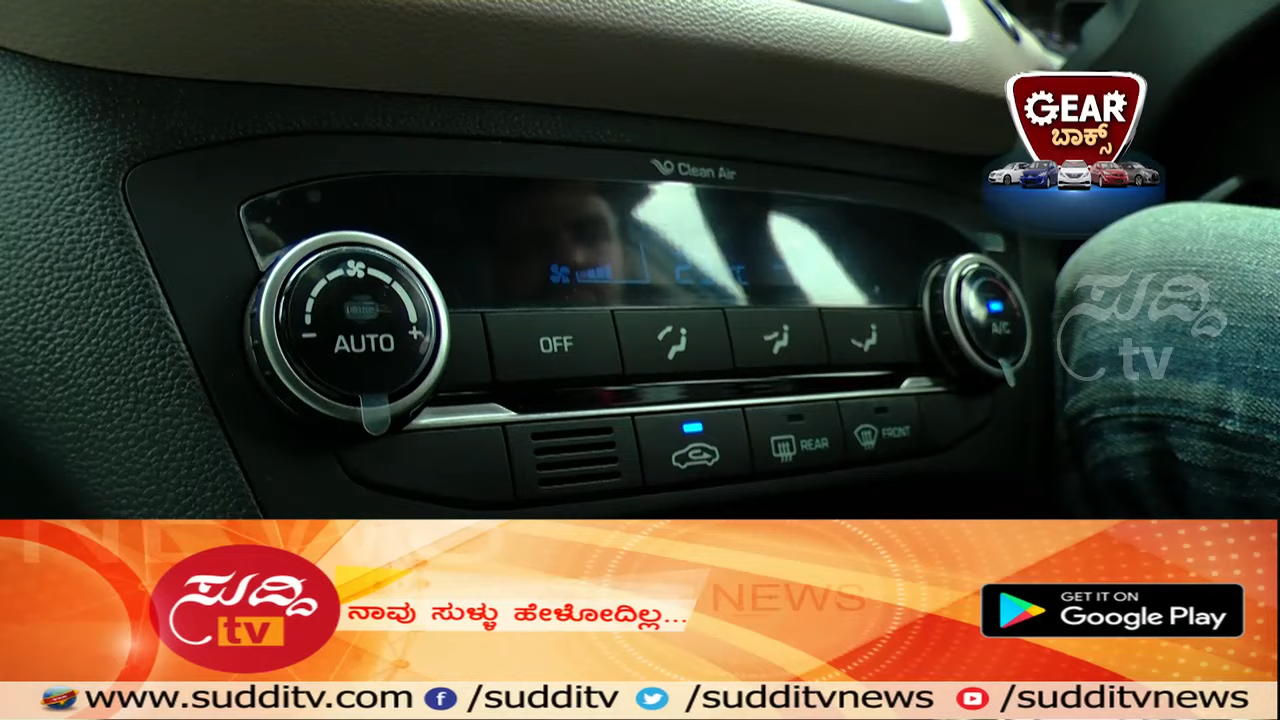 GEAR
ಬಾಕ್ಸ್
Clean Air
AUTO
OFF
A/C
REAR
FRONT
ಸುದ್ದಿ
tv
NEWS
ಸುದ್ದಿ
tv
ನಾವು ಸುಳ್ಳು ಹೇಳೋದಿಲ್ಲ...
NEWS
GET IT ON
Google Play
www.sudditv.com /sudditv /sudditvnews /sudditvnews